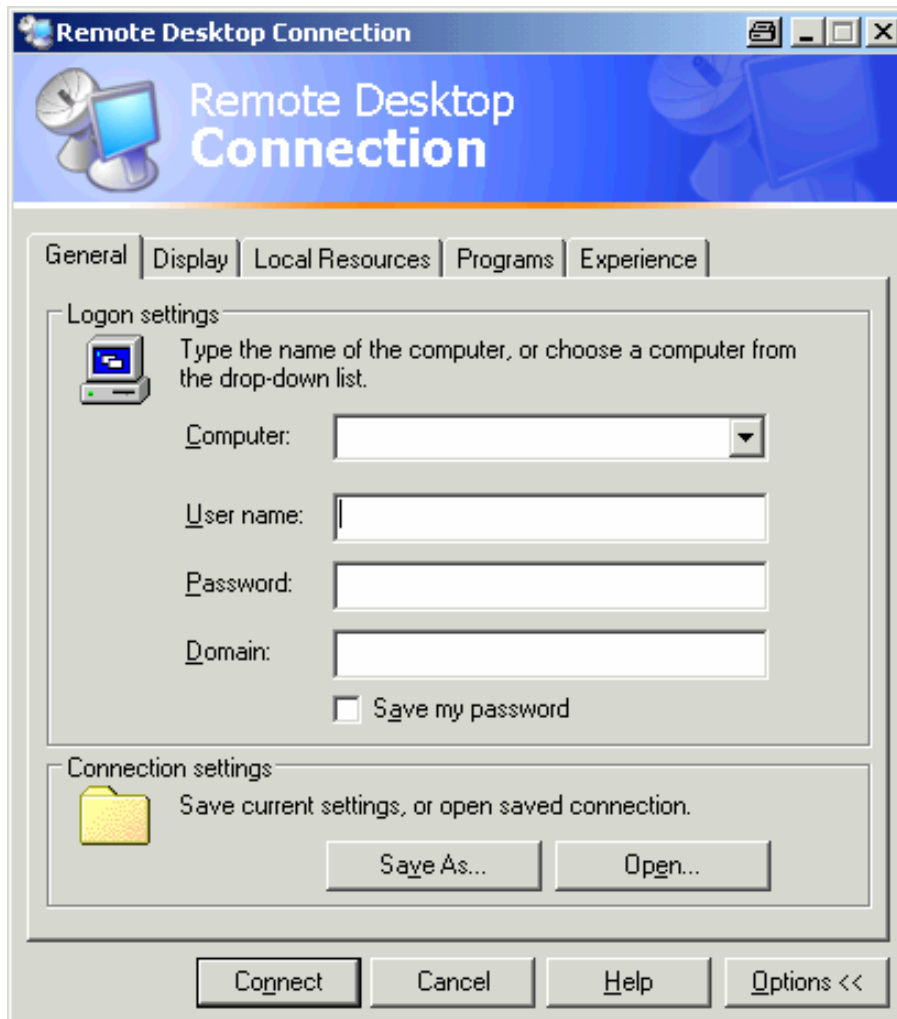 Remote Desktop Connection
Remote Desktop
Connection
General Display Local Resources Programs Experience
Logon settings
Type the name of the computer, or choose a computer from
the drop-down list.
Computer:
User name:
Password:
Domain:
Save my password
Connection settings
Save current settings, or open saved connection.
Save As... Open...
Connect Cancel Help Options <<